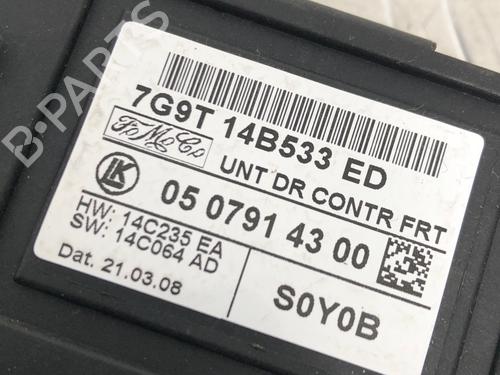 7G9T 14B533 ED
FoMoCo
UNT DR CONTR FRT
LK
05 0791 43 00
HW: 14C235 EA
SW: 14C064 AD
Dat. 21.03.08
S0Y0B
B-PARTS